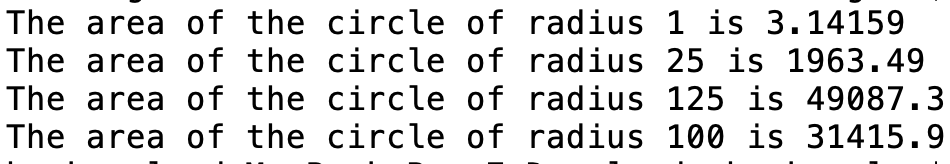 The area of the circle of radius 1 is 3.14159
The area of the circle of radius 25 is 1963.49
The area of the circle of radius 125 is 49087.3
The area of the circle of radius 100 is 31415.9